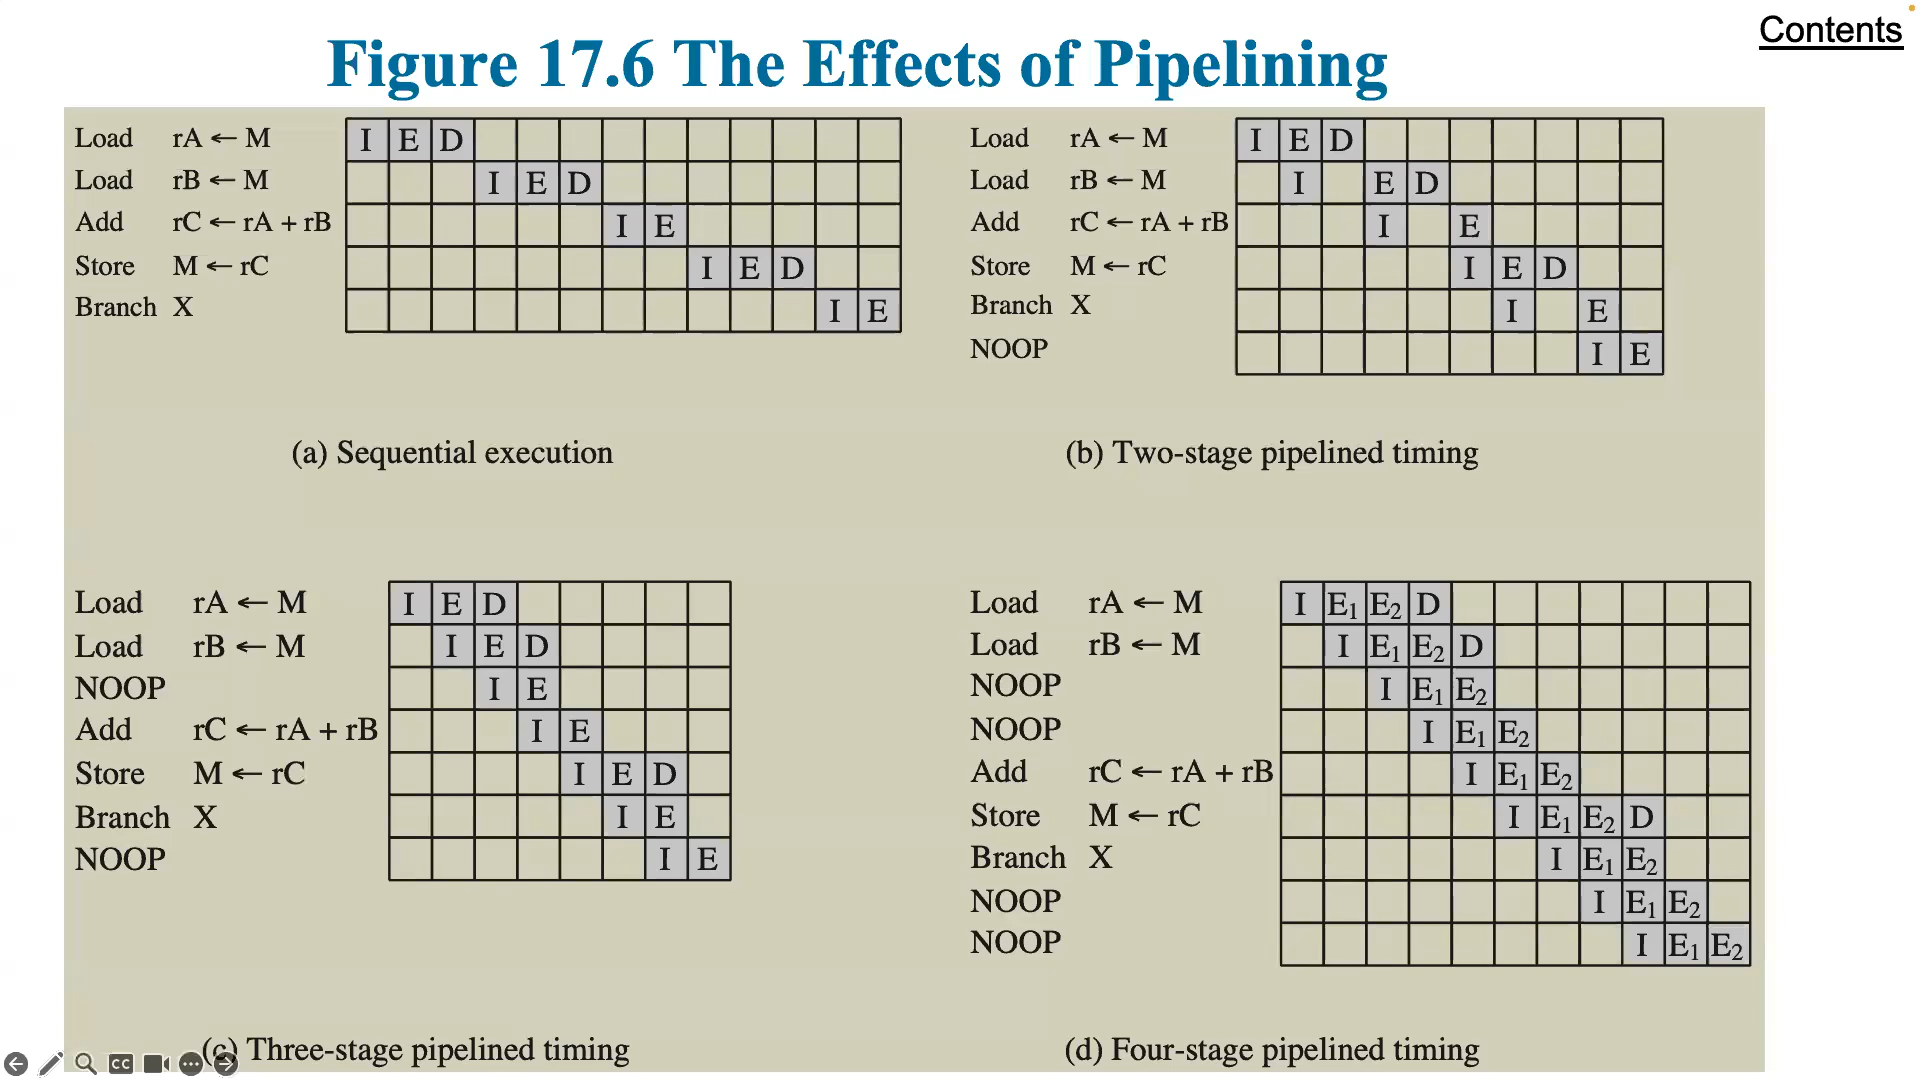 Contents
Figure 17.6 The Effects of Pipelining
Load rA ← M I E D
Load rB ← M I E D
Add rC ← rA + rB I E
Store M ← rC I E D
Branch X I E
(a) Sequential execution
Load rA ← M I E D
Load rB ← M I E D
Add rC ← rA + rB I E
Store M ← rC I E D
Branch X I E
NOOP I E
(b) Two-stage pipelined timing
Load rA ← M I E D
Load rB ← M I E D
NOOP I E
Add rC ← rA + rB I E
Store M ← rC I E D
Branch X I E
NOOP I E
(c) Three-stage pipelined timing
Load rA ← M I E₁ E₂ D
Load rB ← M I E₁ E₂ D
NOOP I E₁ E₂
NOOP I E₁ E₂
Add rC ← rA + rB I E₁ E₂
Store M ← rC I E₁ E₂ D
Branch X I E₁ E₂
NOOP I E₁ E₂
NOOP I E₁ E₂
(d) Four-stage pipelined timing
CC